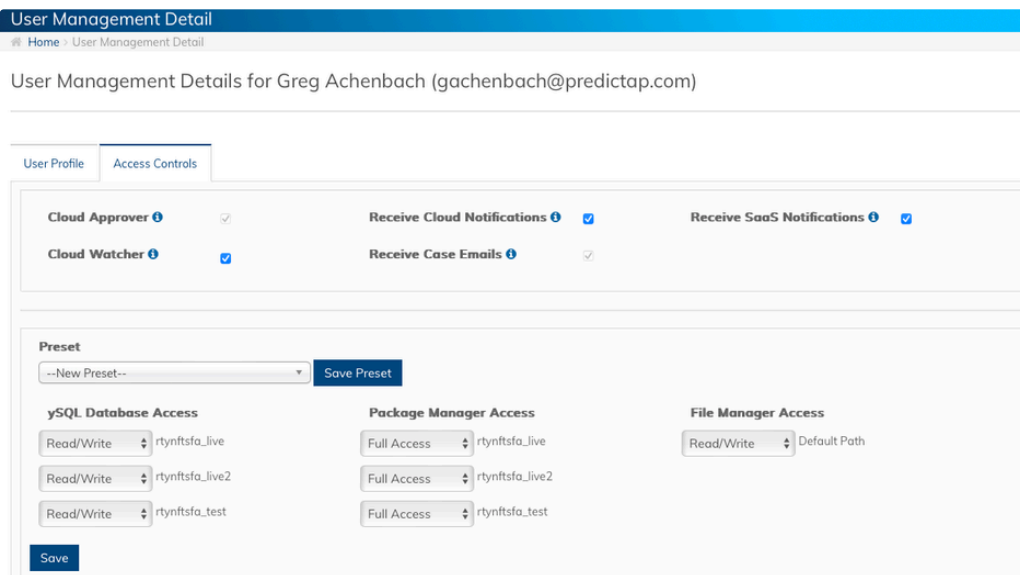 User Management Detail
Home > User Management Detail
User Management Details for Greg Achenbach (gachenbach@predictap.com)
User Profile Access Controls
Cloud Approver Receive Cloud Notifications Receive SaaS Notifications
Cloud Watcher Receive Case Emails
Preset
--New Preset-- Save Preset
ySQL Database Access Package Manager Access File Manager Access
Read/Write rtynftsfa_live Full Access rtynftsfa_live Read/Write Default Path
Read/Write rtynftsfa_live2 Full Access rtynftsfa_live2
Read/Write rtynftsfa_test Full Access rtynftsfa_test
Save